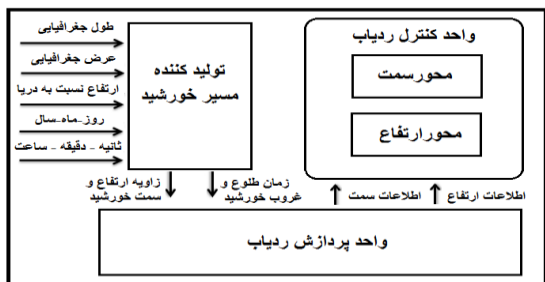 طول جغرافیایی
عرض جغرافیایی
ارتفاع نسبت به دریا
روز-ماه-سال
ثانیه - دقیقه - ساعت
تولید کننده
مسیر خورشید
واحد کنترل ردیاب
محورسمت
محورارتفاع
زاویه ارتفاع و
سمت خورشید
زمان طلوع و
غروب خورشید
اطلاعات سمت
اطلاعات ارتفاع
واحد پردازش ردیاب